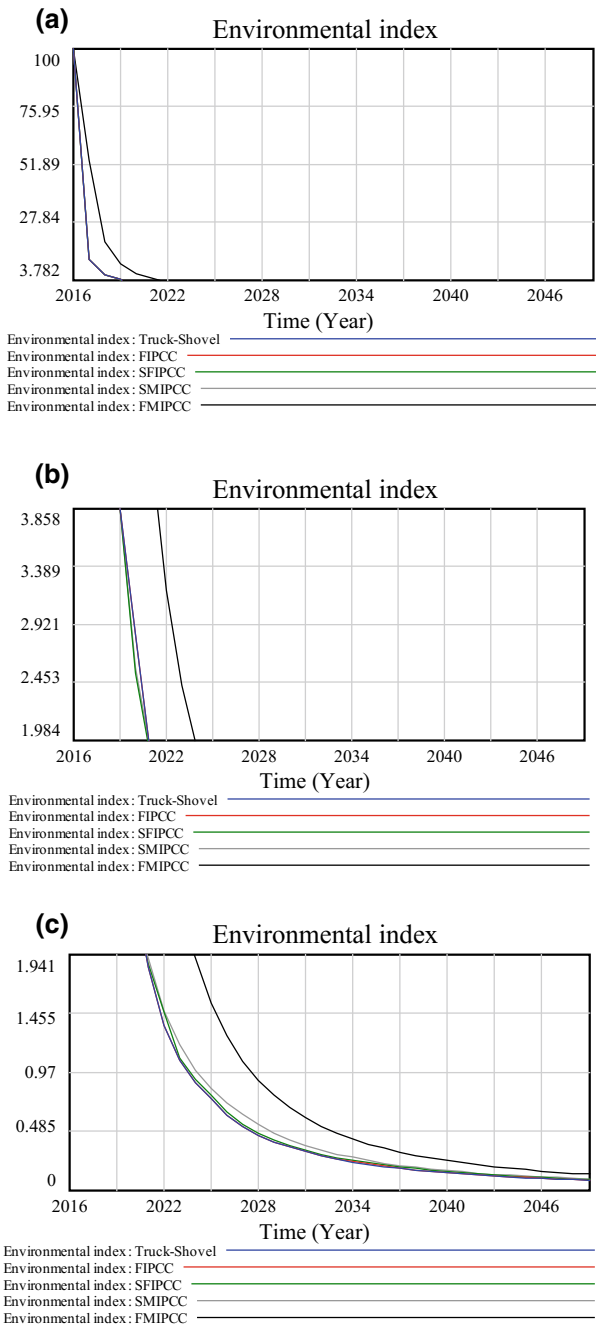 (a)
Environmental index
100
75.95
51.89
27.84
3.782
2016 2022 2028 2034 2040 2046
Time (Year)
Environmental index: Truck-Shovel
Environmental index: FIPCC
Environmental index: SFIPCC
Environmental index: SMIPCC
Environmental index: FMIPCC
(b)
Environmental index
3.858
3.389
2.921
2.453
1.984
2016 2022 2028 2034 2040 2046
Time (Year)
Environmental index: Truck-Shovel
Environmental index: FIPCC
Environmental index: SFIPCC
Environmental index: SMIPCC
Environmental index: FMIPCC
(c)
Environmental index
1.941
1.455
0.97
0.485
0
2016 2022 2028 2034 2040 2046
Time (Year)
Environmental index: Truck-Shovel
Environmental index: FIPCC
Environmental index: SFIPCC
Environmental index: SMIPCC
Environmental index: FMIPCC